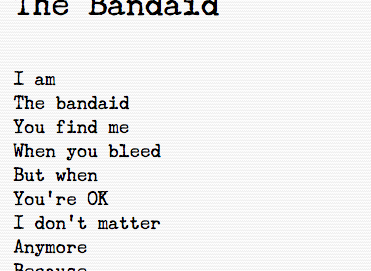 The Bandaid
I am
The bandaid
You find me
When you bleed
But when
You're OK
I don't matter
Anymore
Because